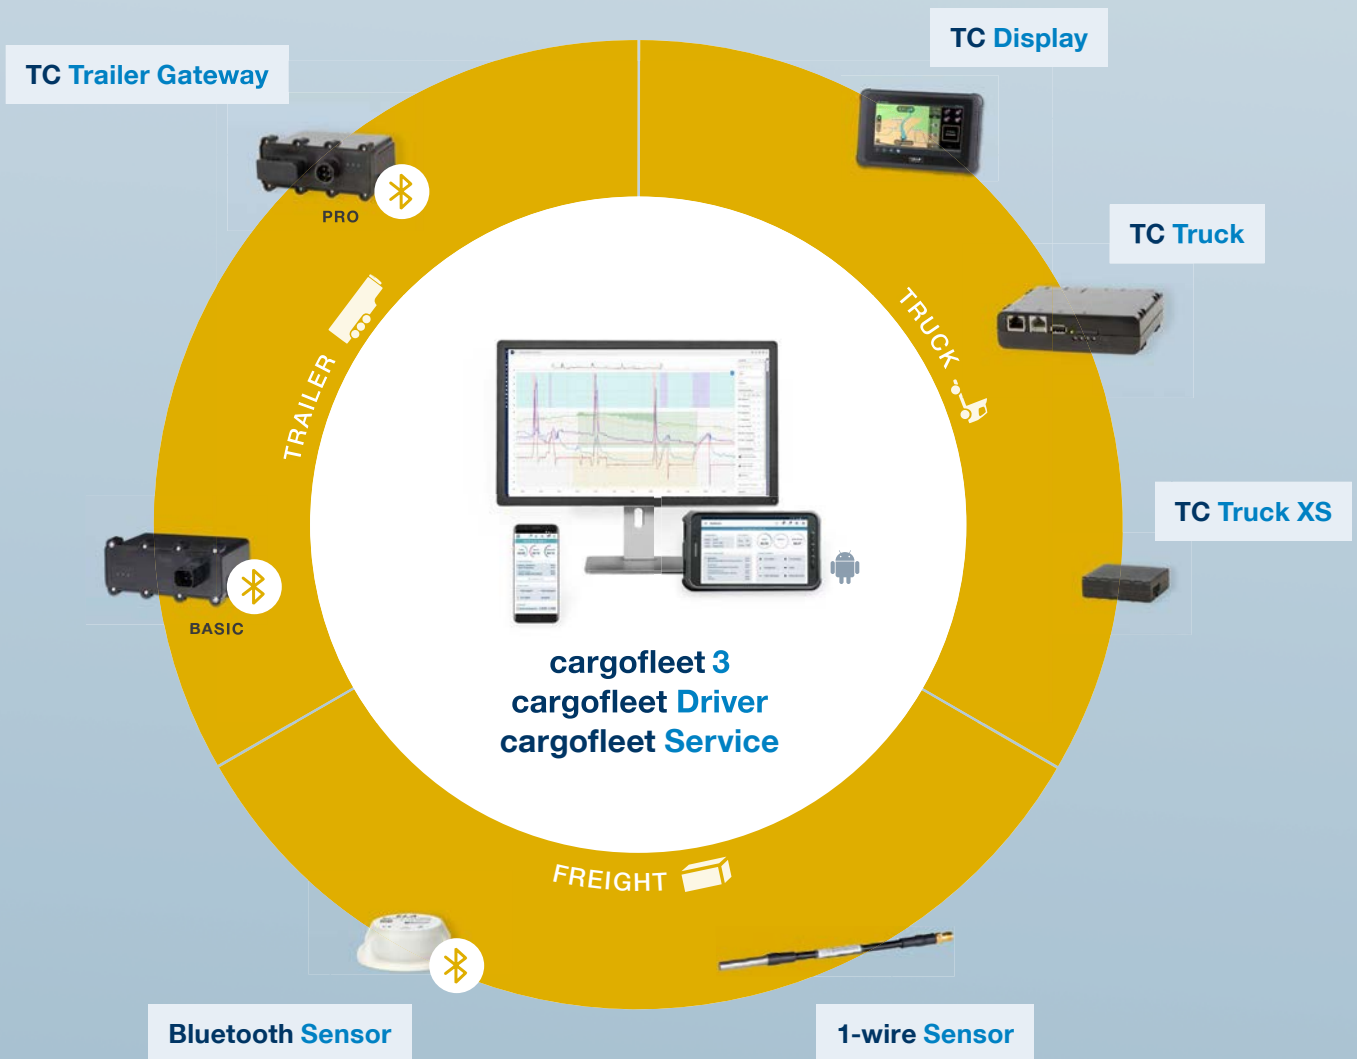 TC Display
TC Trailer Gateway
PRO
TC Truck
TRUCK
TRAILER
TC Truck XS
BASIC
cargofleet 3
cargofleet Driver
cargofleet Service
FREIGHT
Bluetooth Sensor
1-wire Sensor